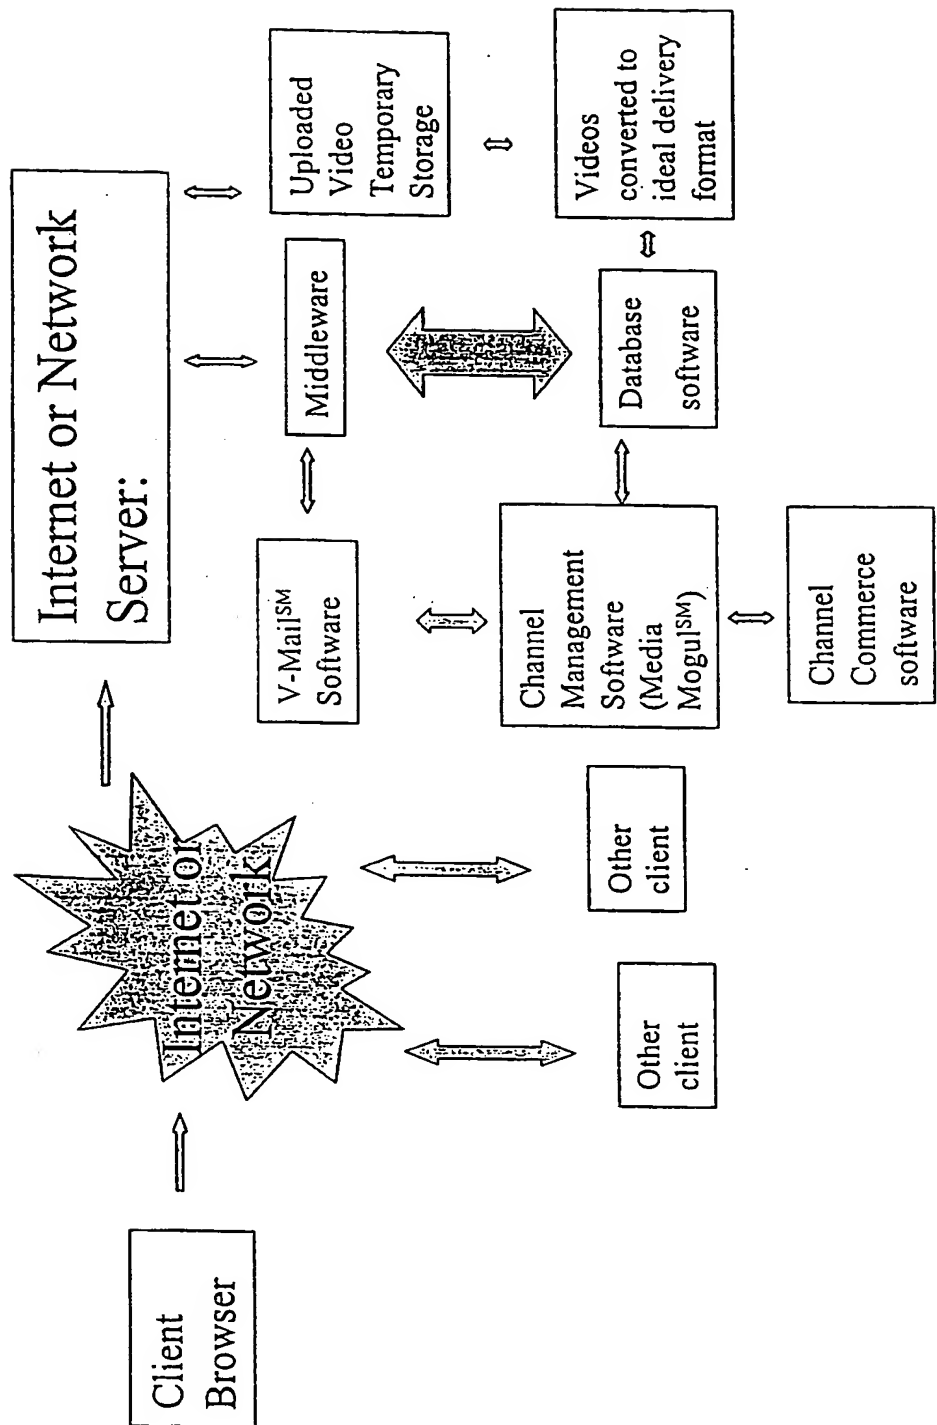 Client
Browser
Internet or
Network
Internet or Network
Server:
Other
client
Other
client
V-Mail℠
Software
Middleware
Uploaded
Video
Temporary
Storage
Channel
Management
Software
(Media
Mogul℠)
Database
software
Videos
converted to
ideal delivery
format
Channel
Commerce
software